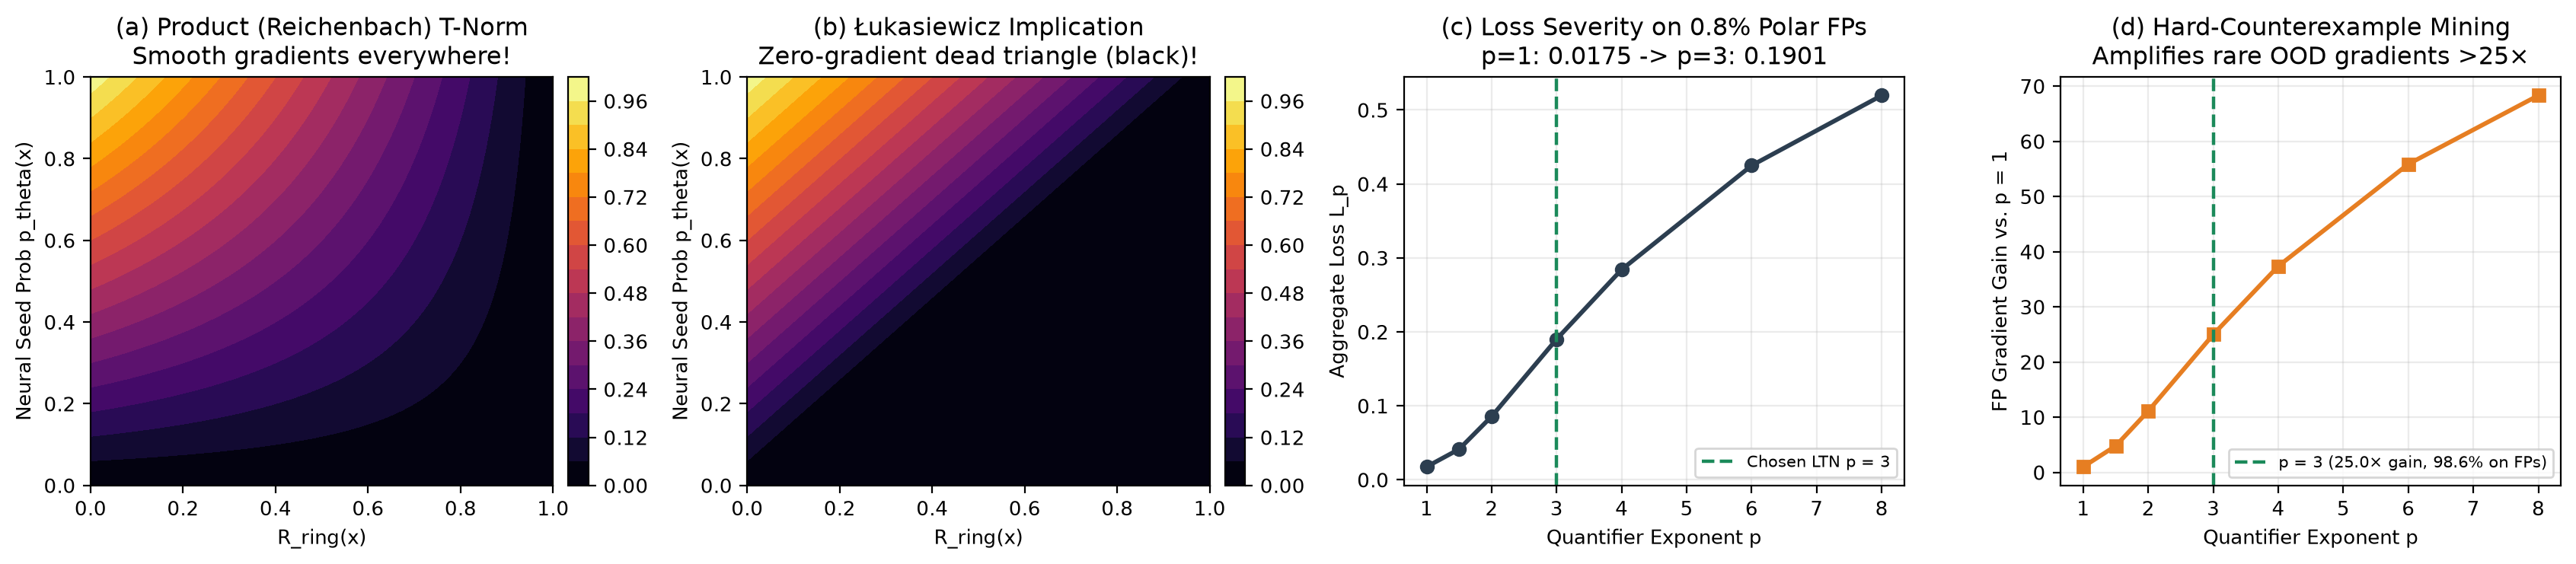 (a) Product (Reichenbach) T-Norm
Smooth gradients everywhere!
Neural Seed Prob p_theta(x)
1.0
0.8
0.6
0.4
0.2
0.0
0.0 0.2 0.4 0.6 0.8 1.0
R_ring(x)
0.96
0.84
0.72
0.60
0.48
0.36
0.24
0.12
0.00
(b) Łukasiewicz Implication
Zero-gradient dead triangle (black)!
Neural Seed Prob p_theta(x)
1.0
0.8
0.6
0.4
0.2
0.0
0.0 0.2 0.4 0.6 0.8 1.0
R_ring(x)
0.96
0.84
0.72
0.60
0.48
0.36
0.24
0.12
0.00
(c) Loss Severity on 0.8% Polar FPs
p=1: 0.0175 -> p=3: 0.1901
Aggregate Loss L_p
0.5
0.4
0.3
0.2
0.1
0.0
Chosen LTN p = 3
1 2 3 4 5 6 7 8
Quantifier Exponent p
(d) Hard-Counterexample Mining
Amplifies rare OOD gradients >25×
FP Gradient Gain vs. p = 1
70
60
50
40
30
20
10
0
p = 3 (25.0× gain, 98.6% on FPs)
1 2 3 4 5 6 7 8
Quantifier Exponent p